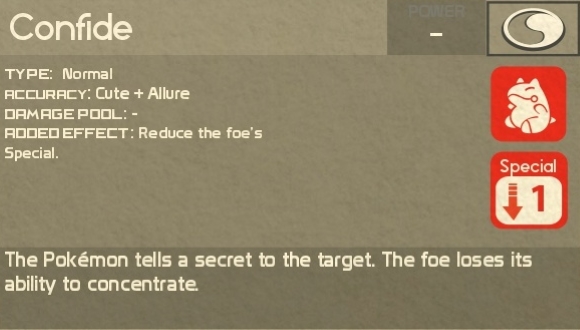 Confide
POWER
–
TYPE: Normal
ACCURACY: Cute + Allure
DAMAGE POOL: -
ADDED EFFECT: Reduce the foe's
Special.
Special
1
The Pokémon tells a secret to the target. The foe loses its
ability to concentrate.